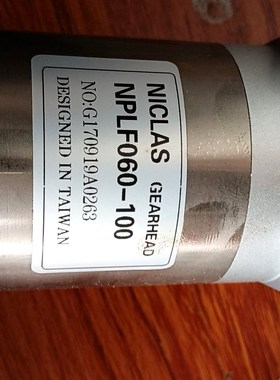 NICLAS GEARHEAD
NPLF060-100
NO:G170919A0263
DESIGNED IN TAIWAN